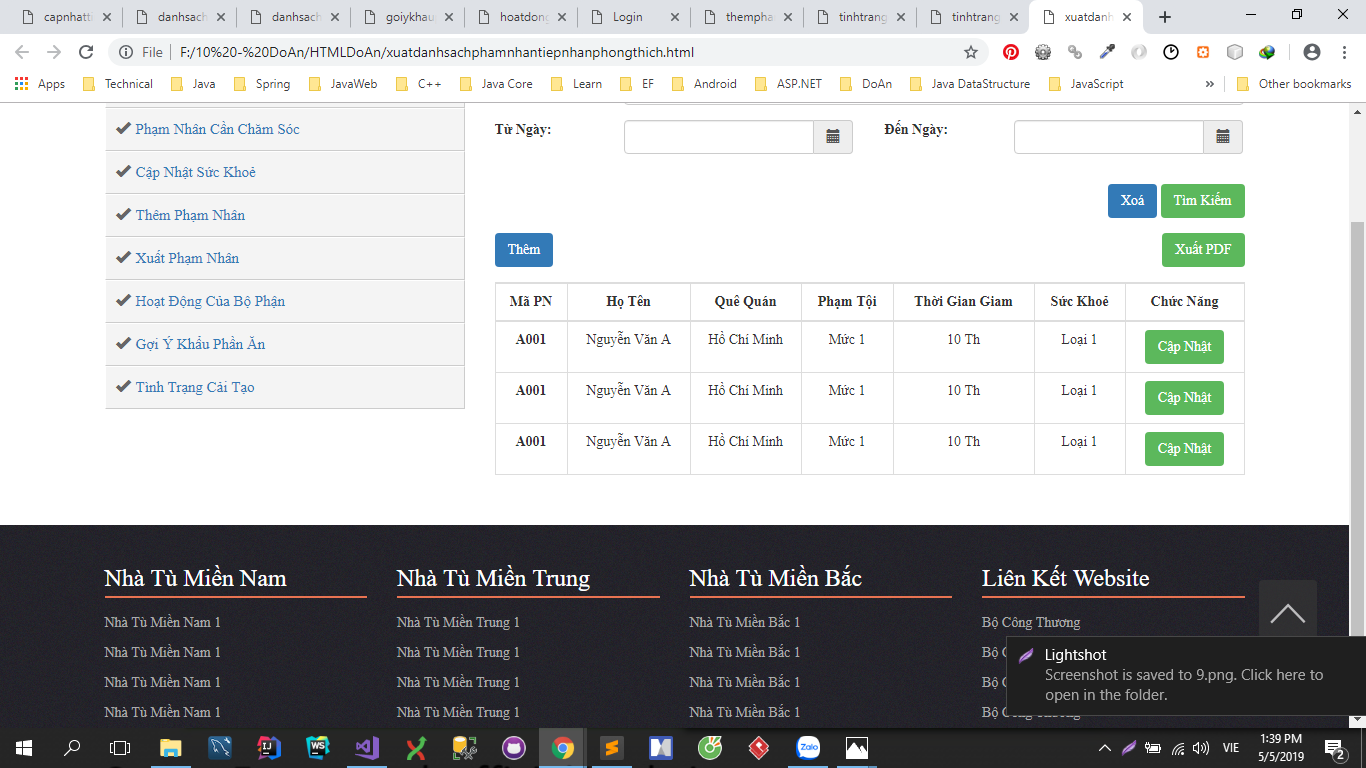 capnhatti
danhsach
danhsach
goiykhau
hoatdong
Login
thempha
tinhtrang
tinhtrang
xuatdanh
File F:/10%20-%20DoAn/HTMLDoAn/xuatdanhsachphamnhantiepnhanphongthich.html
Apps Technical Java Spring JavaWeb C++ Java Core Learn EF Android ASP.NET DoAn Java DataStructure JavaScript » Other bookmarks
Phạm Nhân Cần Chăm Sóc
Cập Nhật Sức Khoẻ
Thêm Phạm Nhân
Xuất Phạm Nhân
Hoạt Động Của Bộ Phận
Gợi Ý Khẩu Phần Ăn
Tình Trạng Cải Tạo
Từ Ngày: Đến Ngày:
Xoá Tìm Kiếm
Thêm Xuất PDF
Mã PN Họ Tên Quê Quán Phạm Tội Thời Gian Giam Sức Khoẻ Chức Năng
A001 Nguyễn Văn A Hồ Chí Minh Mức 1 10 Th Loại 1 Cập Nhật
A001 Nguyễn Văn A Hồ Chí Minh Mức 1 10 Th Loại 1 Cập Nhật
A001 Nguyễn Văn A Hồ Chí Minh Mức 1 10 Th Loại 1 Cập Nhật
Nhà Tù Miền Nam Nhà Tù Miền Trung Nhà Tù Miền Bắc Liên Kết Website
Nhà Tù Miền Nam 1 Nhà Tù Miền Trung 1 Nhà Tù Miền Bắc 1 Bộ Công Thương
Nhà Tù Miền Nam 1 Nhà Tù Miền Trung 1 Nhà Tù Miền Bắc 1 Bộ
Nhà Tù Miền Nam 1 Nhà Tù Miền Trung 1 Nhà Tù Miền Bắc 1 Bộ
Nhà Tù Miền Nam 1 Nhà Tù Miền Trung 1 Nhà Tù Miền Bắc 1 Bộ
Lightshot
Screenshot is saved to 9.png. Click here to
open in the folder.
Zalo
VIE
1:39 PM
5/5/2019
2